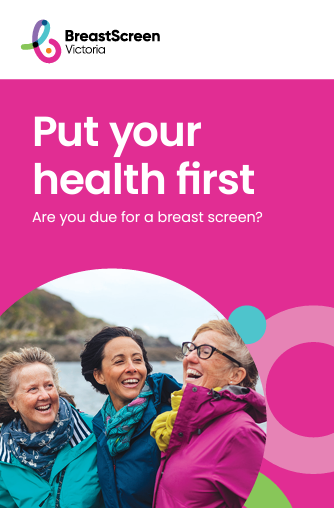 BreastScreen
Victoria
Put your
health first
Are you due for a breast screen?